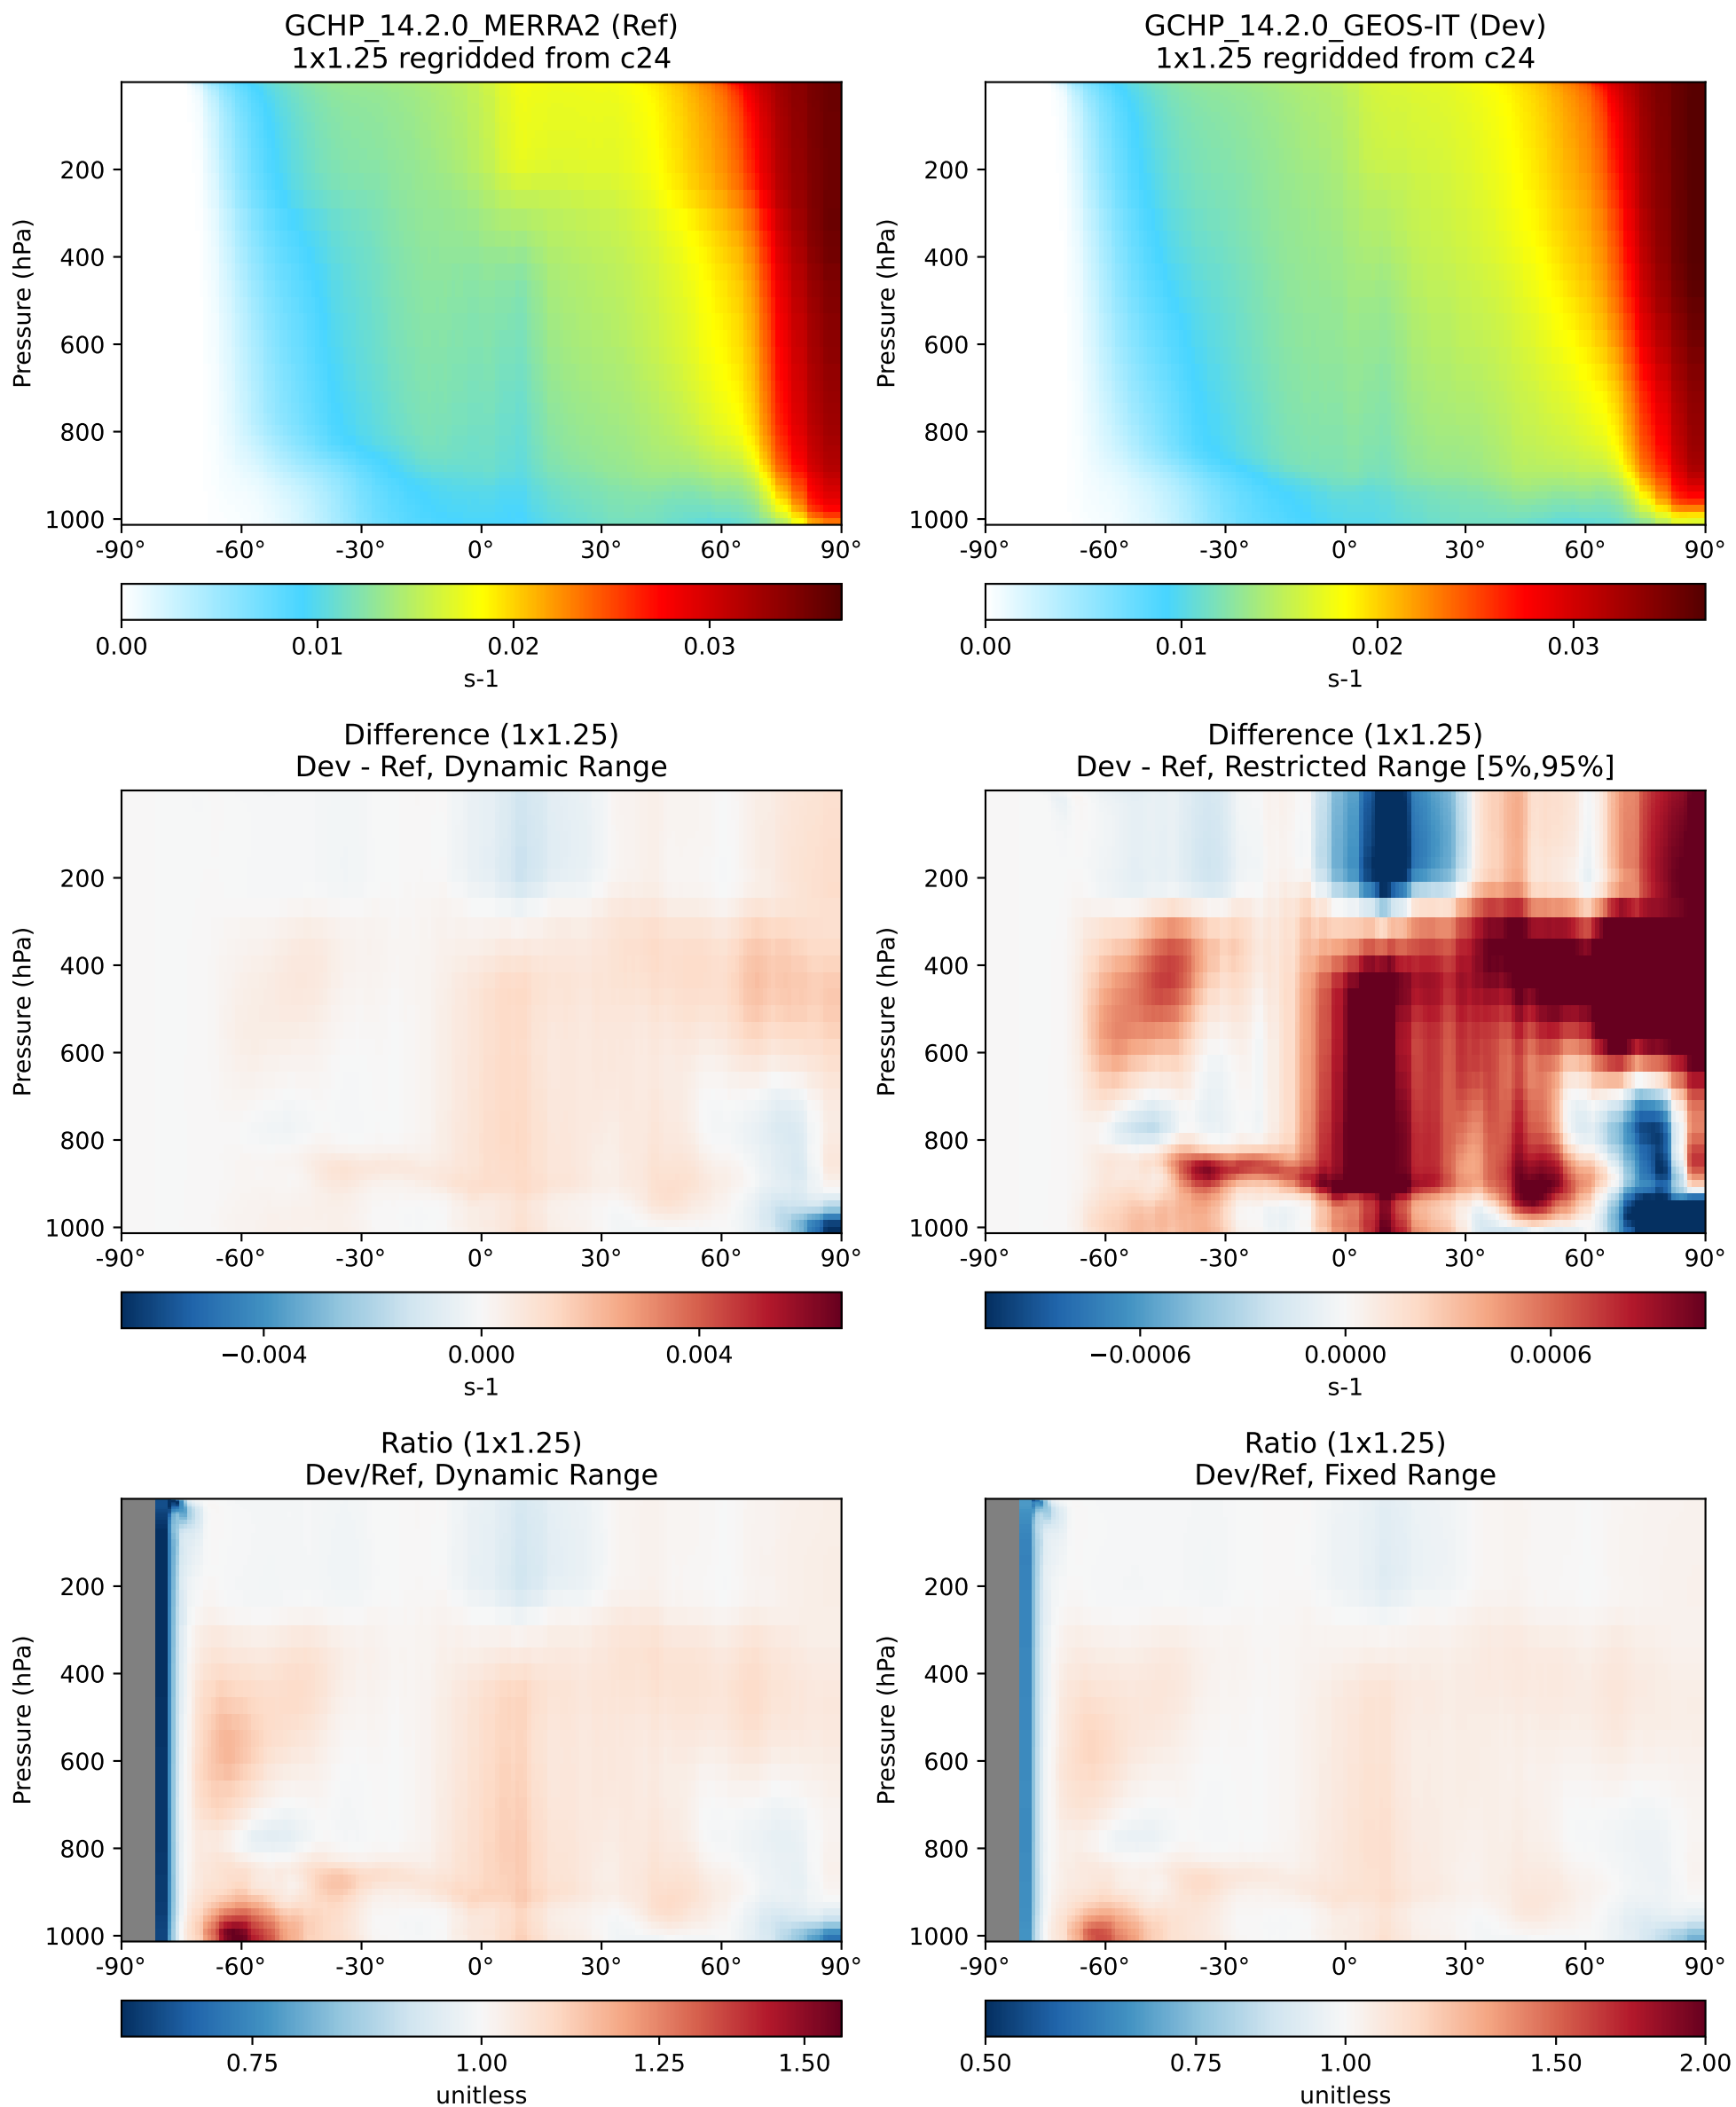 GCHP_14.2.0_MERRA2 (Ref)
1x1.25 regridded from c24
Pressure (hPa)
200
400
600
800
1000
-90° -60° -30° 0° 30° 60° 90°
0.00 0.01 0.02 0.03
s-1
GCHP_14.2.0_GEOS-IT (Dev)
1x1.25 regridded from c24
Pressure (hPa)
200
400
600
800
1000
-90° -60° -30° 0° 30° 60° 90°
0.00 0.01 0.02 0.03
s-1
Difference (1x1.25)
Dev - Ref, Dynamic Range
Pressure (hPa)
200
400
600
800
1000
-90° -60° -30° 0° 30° 60° 90°
−0.004 0.000 0.004
s-1
Difference (1x1.25)
Dev - Ref, Restricted Range [5%,95%]
Pressure (hPa)
200
400
600
800
1000
-90° -60° -30° 0° 30° 60° 90°
−0.0006 0.0000 0.0006
s-1
Ratio (1x1.25)
Dev/Ref, Dynamic Range
Pressure (hPa)
200
400
600
800
1000
-90° -60° -30° 0° 30° 60° 90°
0.75 1.00 1.25 1.50
unitless
Ratio (1x1.25)
Dev/Ref, Fixed Range
Pressure (hPa)
200
400
600
800
1000
-90° -60° -30° 0° 30° 60° 90°
0.50 0.75 1.00 1.50 2.00
unitless